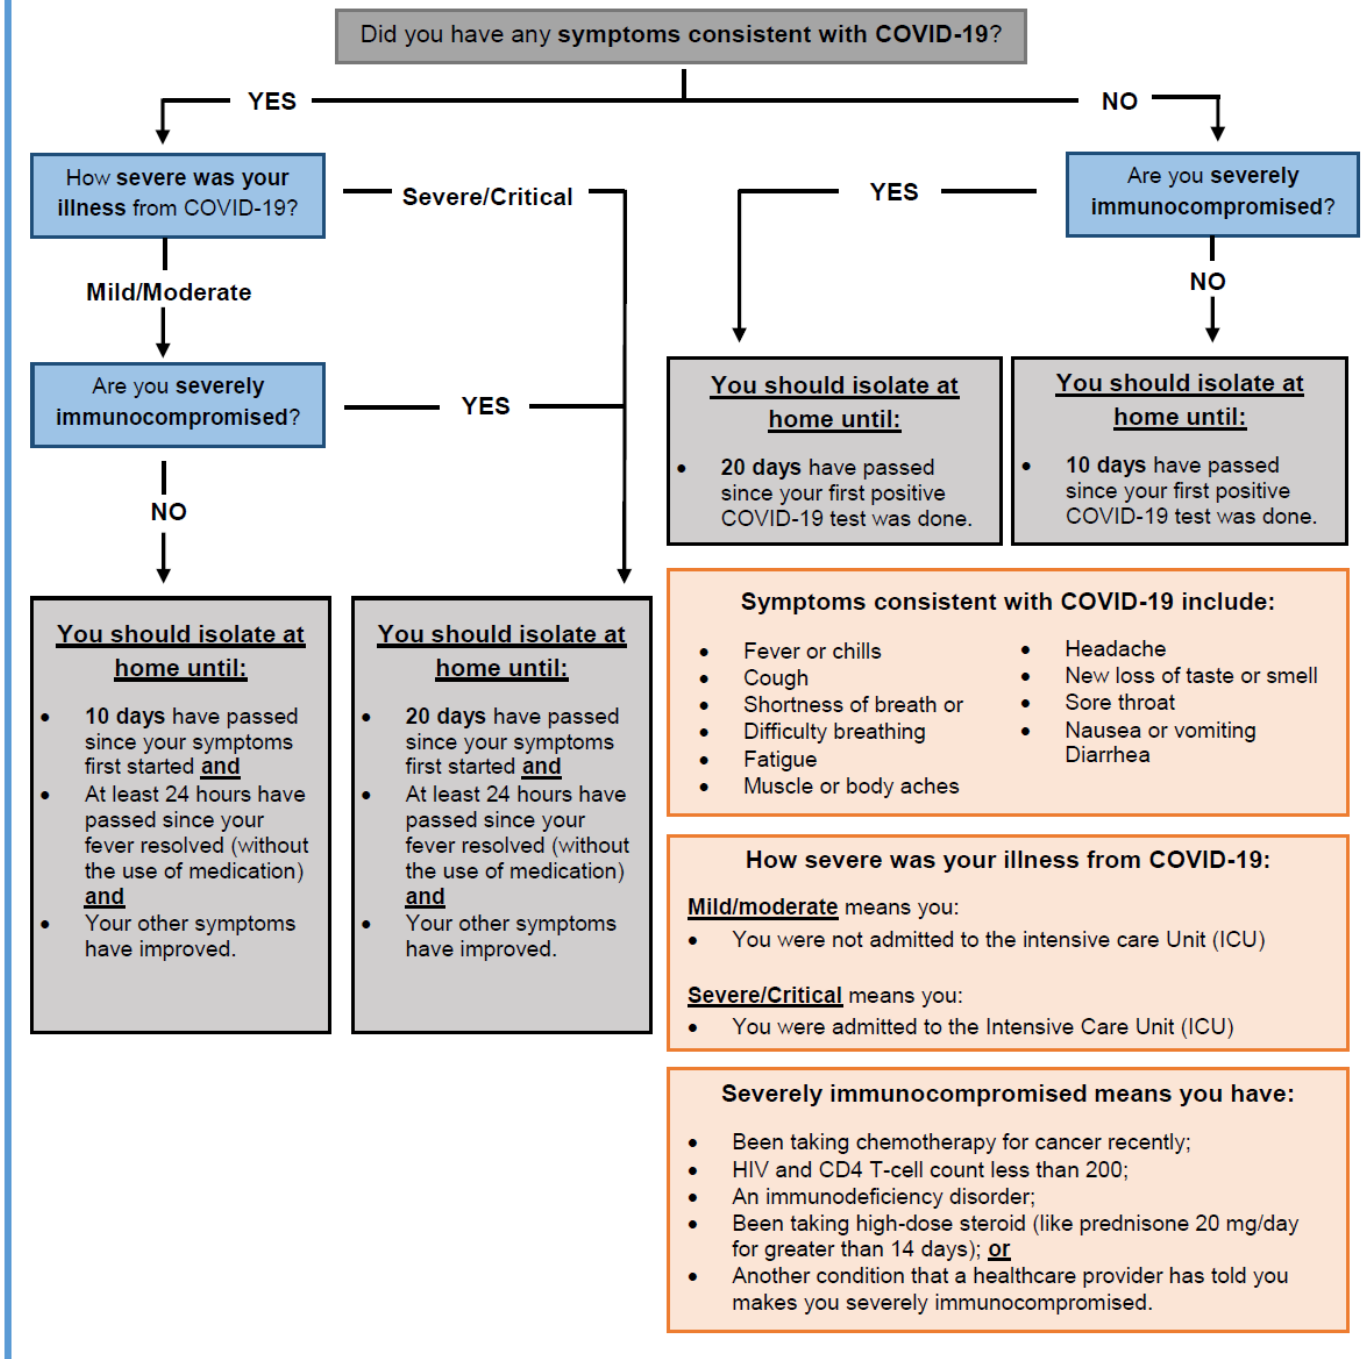 Did you have any symptoms consistent with COVID-19?
YES
NO
How severe was your
illness from COVID-19?
Severe/Critical
YES
Are you severely
immunocompromised?
Mild/Moderate
NO
Are you severely
immunocompromised?
YES
NO
You should isolate at
home until:
• 20 days have passed
since your first positive
COVID-19 test was done.
You should isolate at
home until:
• 10 days have passed
since your first positive
COVID-19 test was done.
You should isolate at
home until:
• 10 days have passed
since your symptoms
first started and
• At least 24 hours have
passed since your
fever resolved (without
the use of medication)
and
• Your other symptoms
have improved.
You should isolate at
home until:
• 20 days have passed
since your symptoms
first started and
• At least 24 hours have
passed since your
fever resolved (without
the use of medication)
and
• Your other symptoms
have improved.
Symptoms consistent with COVID-19 include:
• Fever or chills
• Cough
• Shortness of breath or
• Difficulty breathing
• Fatigue
• Muscle or body aches
• Headache
• New loss of taste or smell
• Sore throat
• Nausea or vomiting
Diarrhea
How severe was your illness from COVID-19:
Mild/moderate means you:
• You were not admitted to the intensive care Unit (ICU)
Severe/Critical means you:
• You were admitted to the Intensive Care Unit (ICU)
Severely immunocompromised means you have:
• Been taking chemotherapy for cancer recently;
• HIV and CD4 T-cell count less than 200;
• An immunodeficiency disorder;
• Been taking high-dose steroid (like prednisone 20 mg/day
for greater than 14 days); or
• Another condition that a healthcare provider has told you
makes you severely immunocompromised.